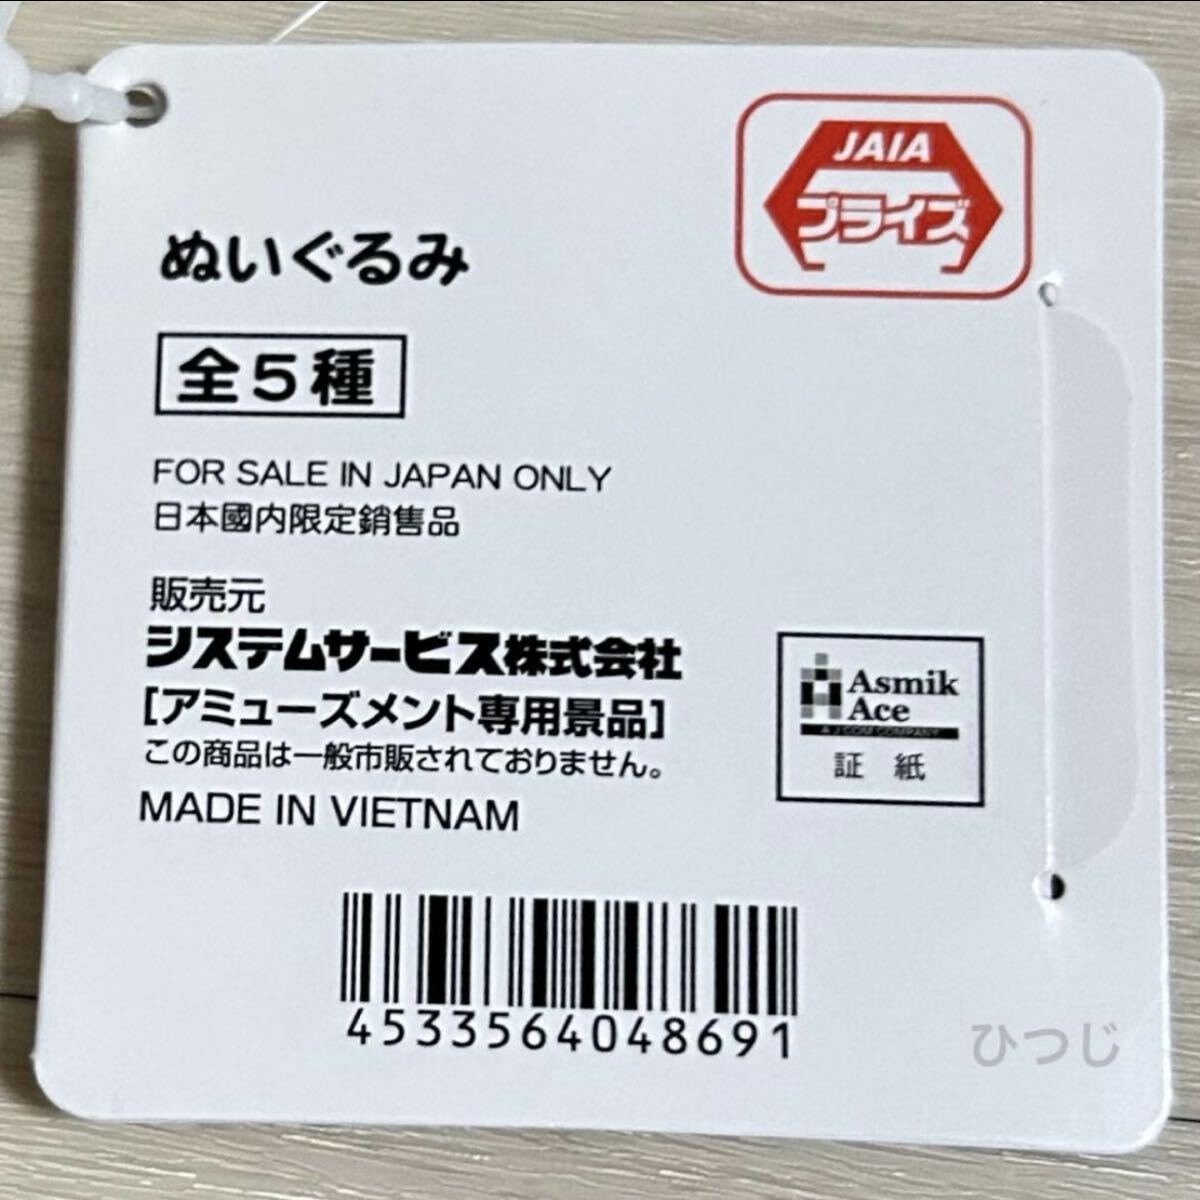 JAIA
プライズ
ぬいぐるみ
全5種
FOR SALE IN JAPAN ONLY
日本國内限定銷售品
販売元
システムサービス株式会社
[アミューズメント専用景品]
この商品は一般市販されておりません。
MADE IN VIETNAM
Asmik
Ace
A J:COM COMPANY
証 紙
4533564048691
ひつじ